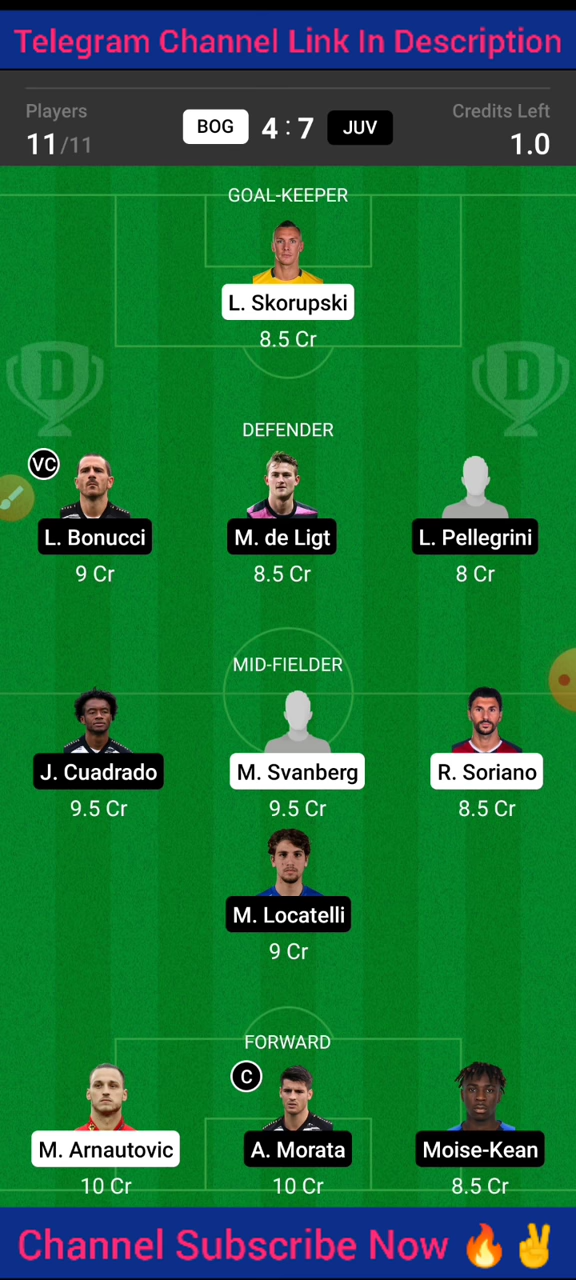 Telegram Channel Link In Description
Players
Credits Left
11/11
BOG 4 : 7 JUV
1.0
GOAL-KEEPER
L. Skorupski
8.5 Cr
D
D
DEFENDER
VC
L. Bonucci
M. de Ligt
L. Pellegrini
9 Cr
8.5 Cr
8 Cr
MID-FIELDER
J. Cuadrado
M. Svanberg
R. Soriano
9.5 Cr
9.5 Cr
8.5 Cr
M. Locatelli
9 Cr
FORWARD
C
M. Arnautovic
A. Morata
Moise-Kean
10 Cr
10 Cr
8.5 Cr
Channel Subscribe Now 🔥✌